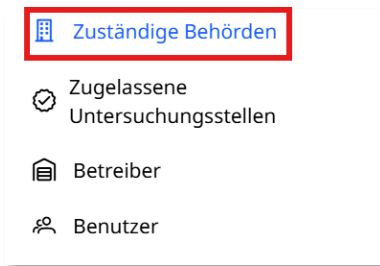 Zuständige Behörden
Zugelassene
Untersuchungsstellen
Betreiber
Benutzer